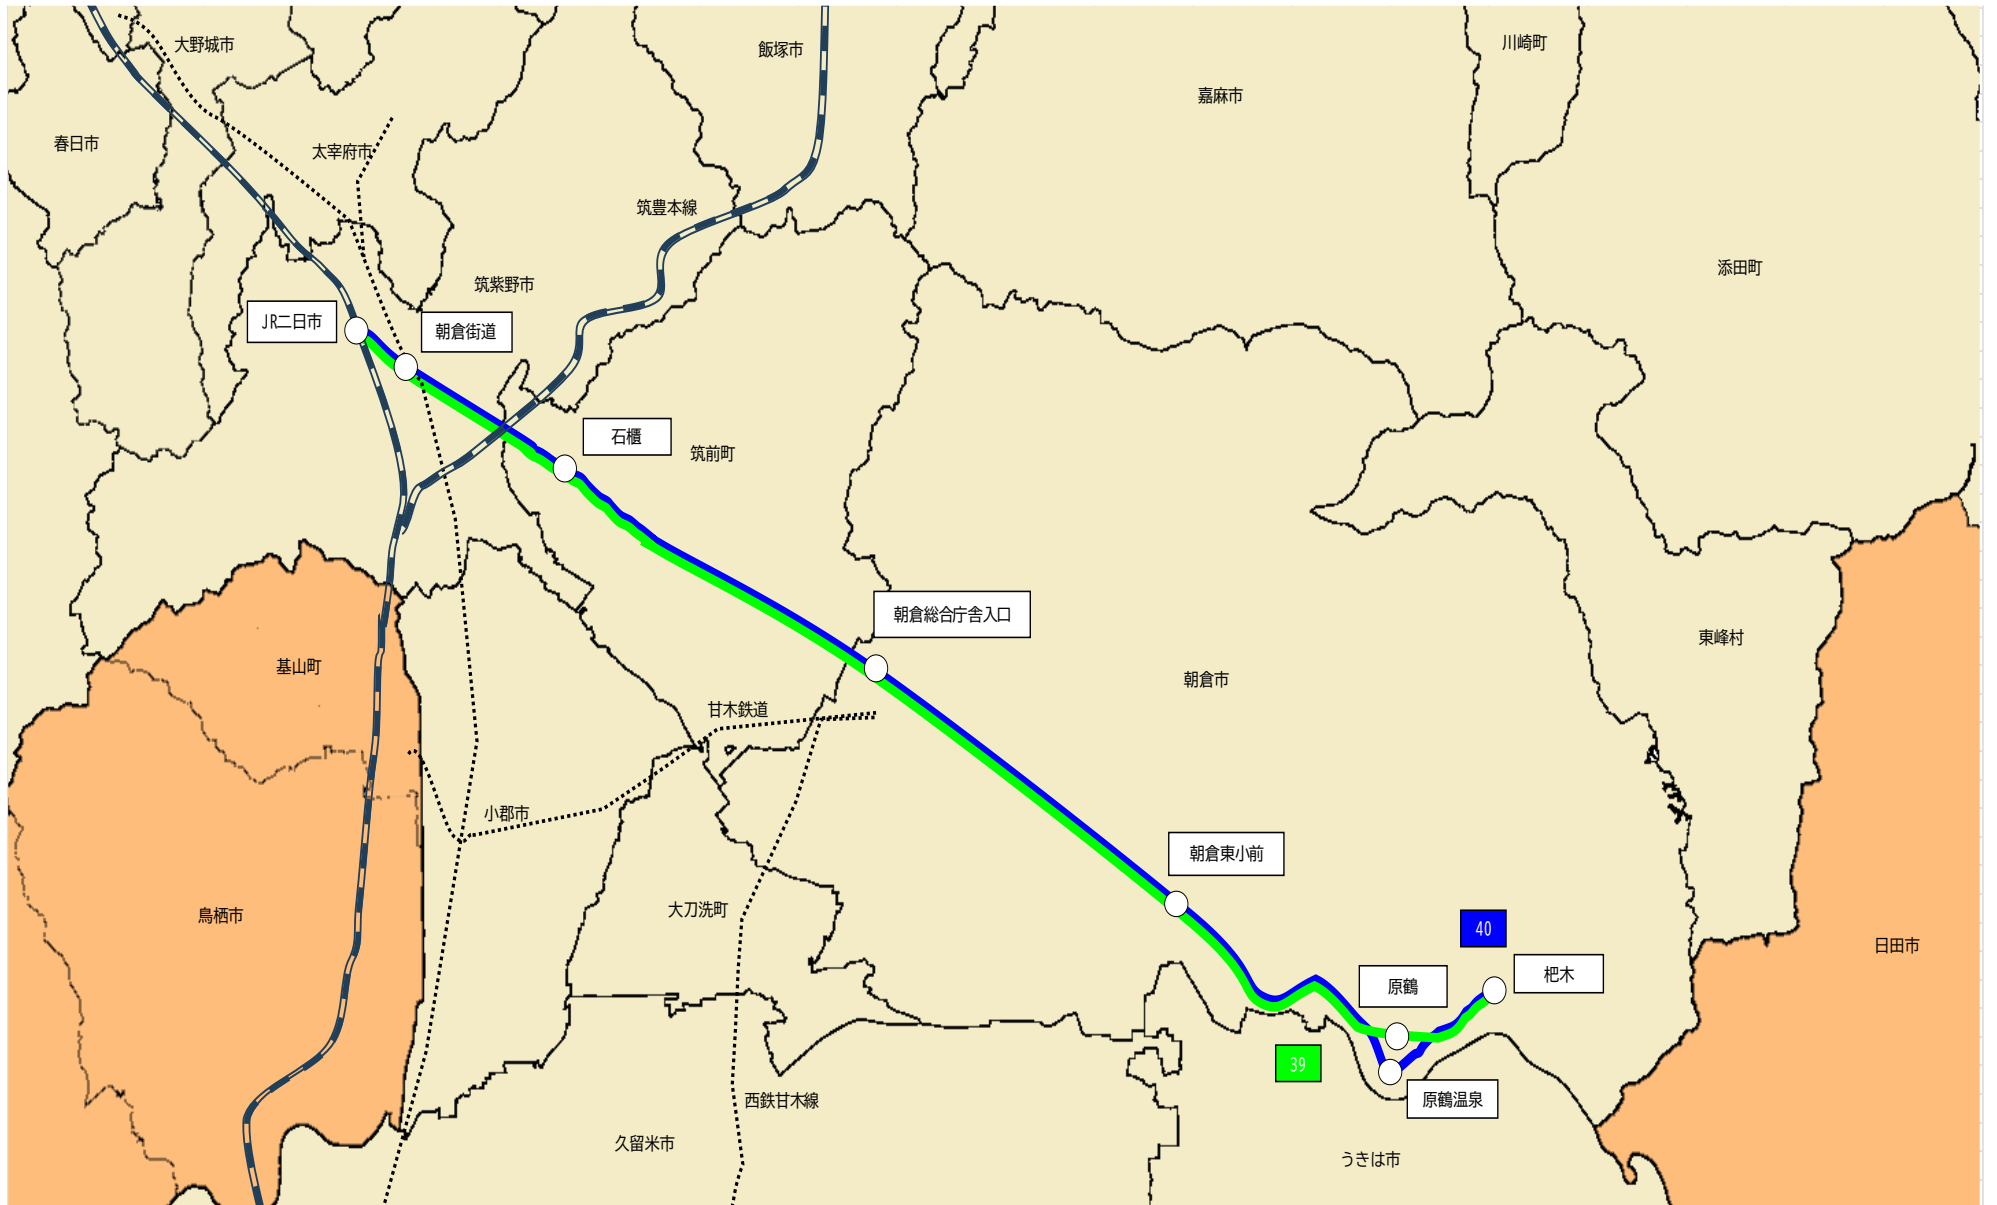 大野城市
飯塚市
川崎町
嘉麻市
春日市
太宰府市
筑豊本線
添田町
筑紫野市
JR二日市
朝倉街道
石櫃
筑前町
朝倉総合庁舎入口
東峰村
基山町
朝倉市
甘木鉄道
小郡市
朝倉東小前
大刀洗町
鳥栖市
40
日田市
杷木
原鶴
39
原鶴温泉
西鉄甘木線
久留米市
うきは市